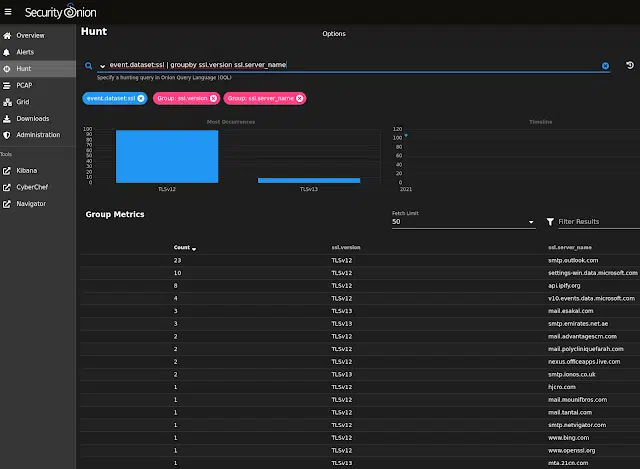 Security Onion
Overview
Alerts
Hunt
PCAP
Grid
Downloads
Administration
Tools
Kibana
CyberChef
Navigator
Hunt
Options
event.dataset:ssl | groupby ssl.version ssl.server_name
Specify a hunting query in Onion Query Language (OQL)
event.dataset:ssl
Group: ssl.version
Group: ssl.server_name
Most Occurrences
100
90
80
70
60
50
40
30
20
10
0
TLSv12
TLSv13
Timeline
120
100
80
60
40
20
0
2021
Group Metrics
Fetch Limit
50
Filter Results
Count ssl.version ssl.server_name
23 TLSv12 smtp.outlook.com
10 TLSv12 settings-win.data.microsoft.com
8 TLSv12 api.ipify.org
4 TLSv12 v10.events.data.microsoft.com
3 TLSv13 mail.esakal.com
3 TLSv13 smtp.emirates.net.ae
2 TLSv12 mail.advantagescm.com
2 TLSv12 mail.polycliniquefarah.com
2 TLSv12 nexus.officeapps.live.com
2 TLSv13 smtp.ionos.co.uk
1 TLSv12 hjcro.com
1 TLSv12 mail.mounifbros.com
1 TLSv12 mail.tantal.com
1 TLSv12 smtp.netvigator.com
1 TLSv12 www.bing.com
1 TLSv12 www.openssl.org
1 TLSv13 mta.21cn.com